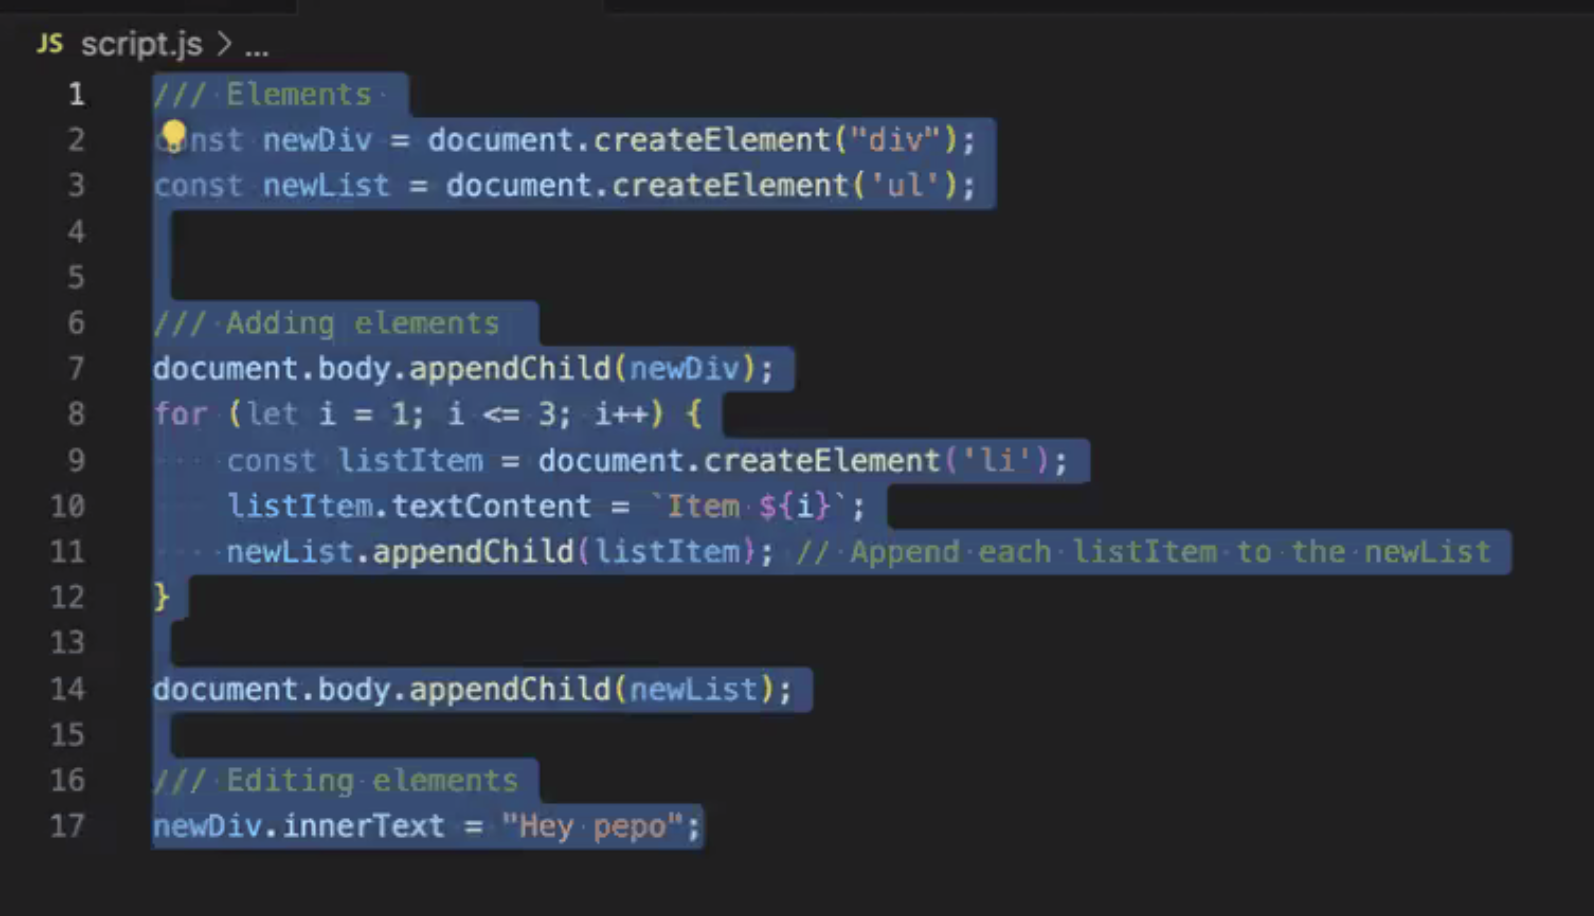 JS script.js > ...
1 /// Elements
2 const newDiv = document.createElement("div");
3 const newList = document.createElement('ul');
4
5
6 /// Adding elements
7 document.body.appendChild(newDiv);
8 for (let i = 1; i <= 3; i++) {
9     const listItem = document.createElement('li');
10     listItem.textContent = `Item ${i}`;
11     newList.appendChild(listItem); // Append each listItem to the newList
12 }
13
14 document.body.appendChild(newList);
15
16 /// Editing elements
17 newDiv.innerText = "Hey pepo";